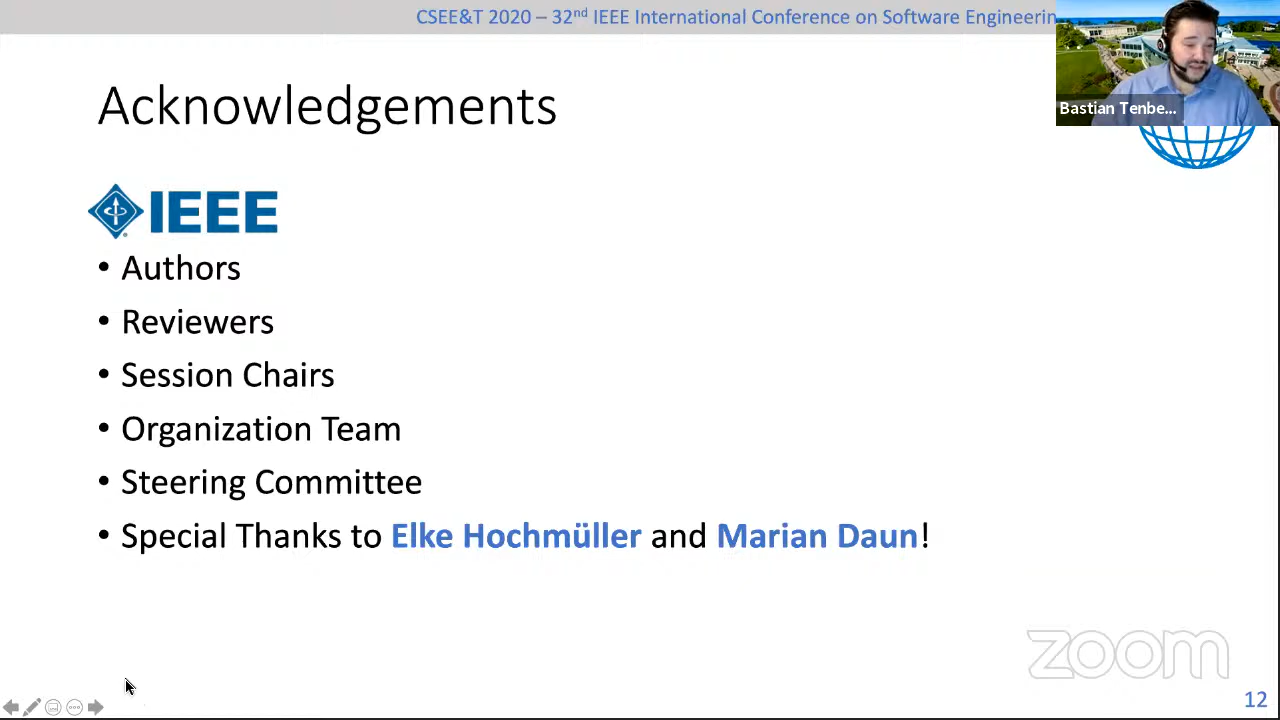 CSEE&T 2020 – 32nd IEEE International Conference on Software Engineerin
Bastian Tenbe...
Acknowledgements
IEEE
• Authors
• Reviewers
• Session Chairs
• Organization Team
• Steering Committee
• Special Thanks to Elke Hochmüller and Marian Daun!
zoom
12